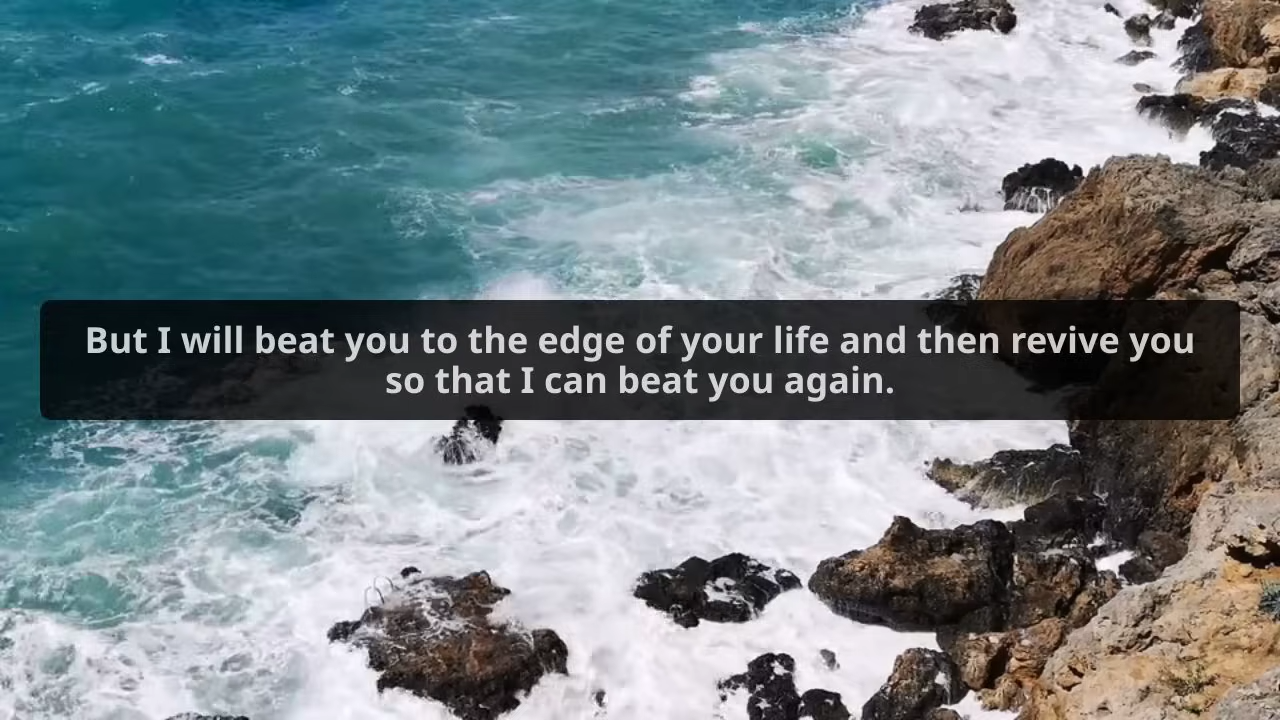 But I will beat you to the edge of your life and then revive you
so that I can beat you again.